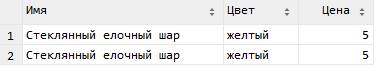 Имя Цвет Цена
1 Стеклянный елочный шар желтый 5
2 Стеклянный елочный шар желтый 5